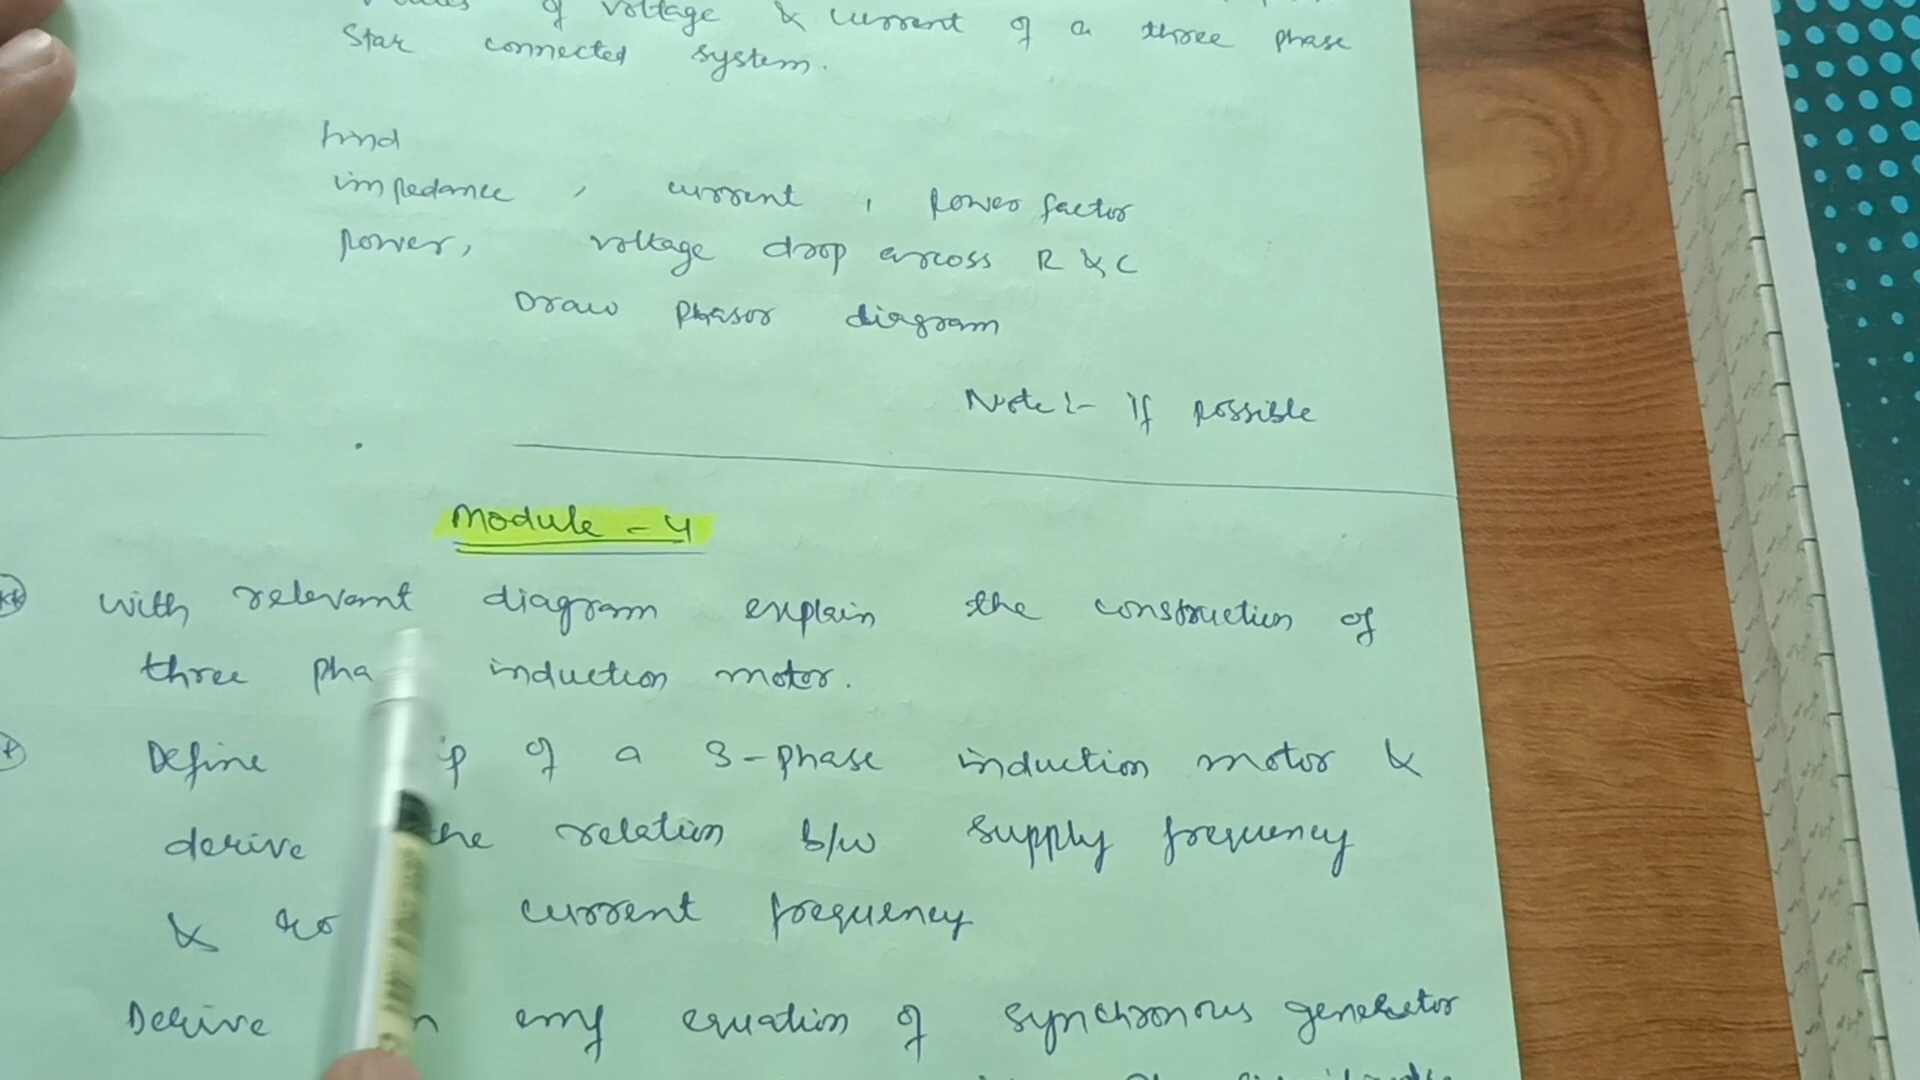 of voltage & current of a three phase
Star connected system.
find
impedance, current, power factor
power, voltage drop across R & C
Draw phasor diagram
Note :- if possible
Module - 4
with relevant diagram explain the construction of
three pha induction motor.
Define ip of a 3-phase induction motor &
derive the relation b/w supply frequency
& ro current frequency
Derive n emf equation of synchronous generator